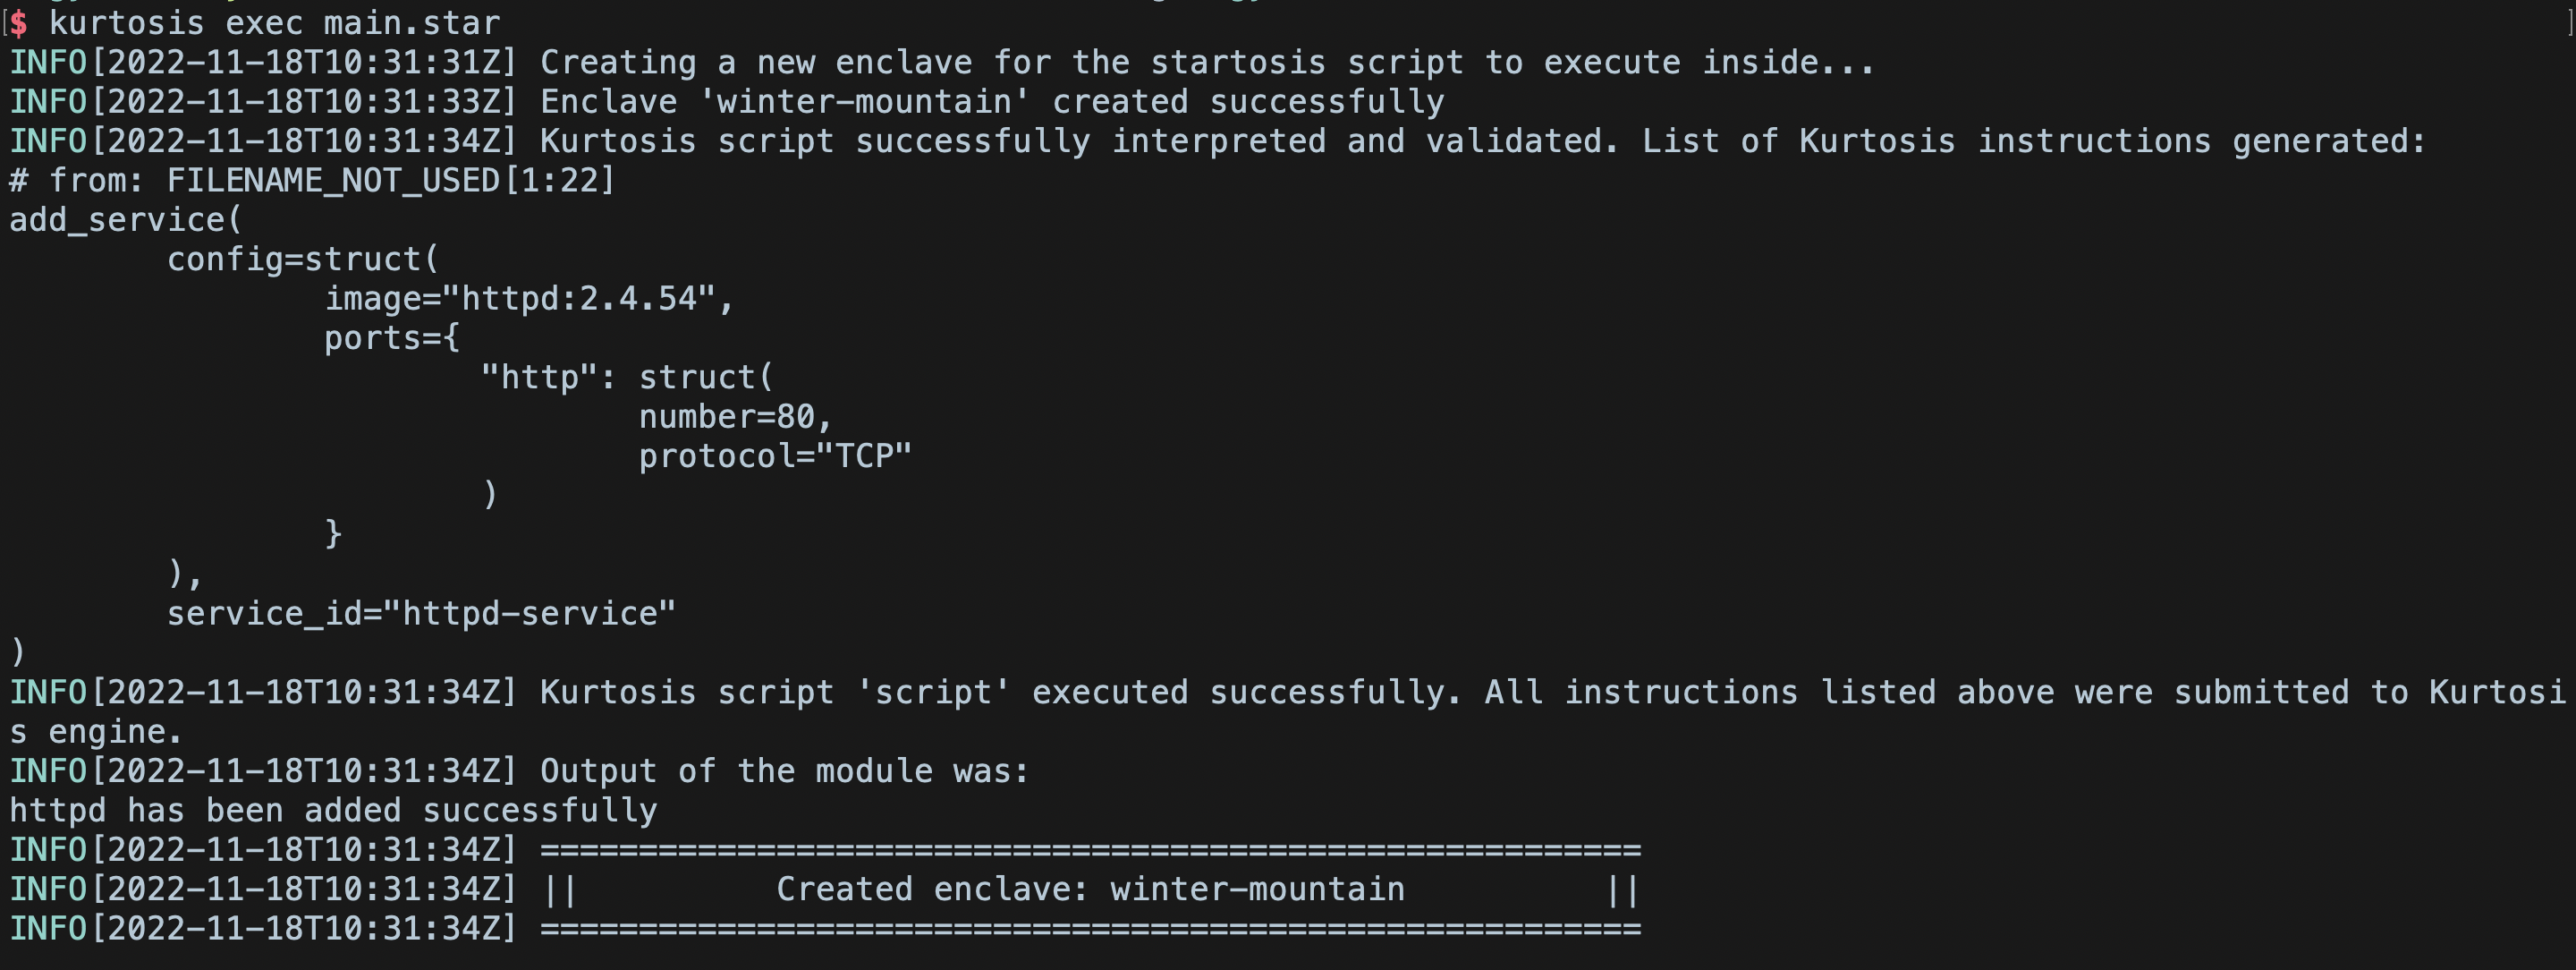 $ kurtosis exec main.star
INFO[2022-11-18T10:31:31Z] Creating a new enclave for the startosis script to execute inside...
INFO[2022-11-18T10:31:33Z] Enclave 'winter-mountain' created successfully
INFO[2022-11-18T10:31:34Z] Kurtosis script successfully interpreted and validated. List of Kurtosis instructions generated:
# from: FILENAME_NOT_USED[1:22]
add_service(
        config=struct(
                image="httpd:2.4.54",
                ports={
                        "http": struct(
                                number=80,
                                protocol="TCP"
                        )
                }
        ),
        service_id="httpd-service"
)
INFO[2022-11-18T10:31:34Z] Kurtosis script 'script' executed successfully. All instructions listed above were submitted to Kurtosi
s engine.
INFO[2022-11-18T10:31:34Z] Output of the module was:
httpd has been added successfully
INFO[2022-11-18T10:31:34Z] ========================================================
INFO[2022-11-18T10:31:34Z] ||          Created enclave: winter-mountain          ||
INFO[2022-11-18T10:31:34Z] ========================================================